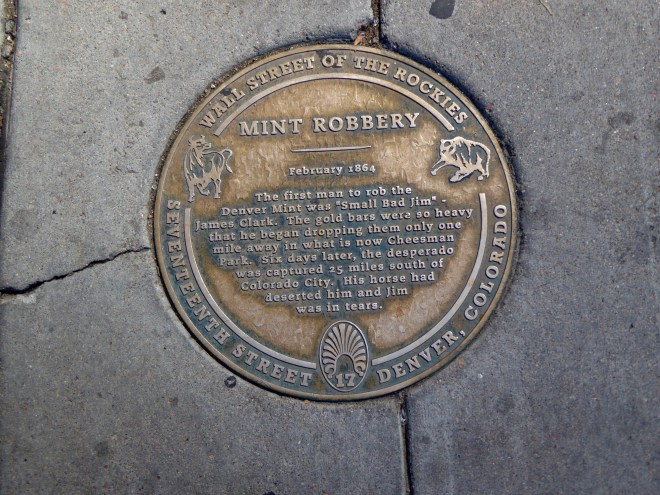 WALL STREET OF THE ROCKIES
MINT ROBBERY
February 1864
The first man to rob the
Denver Mint was "Small Bad Jim" -
James Clark. The gold bars were so heavy
that he began dropping them only one
mile away in what is now Cheesman
Park. Six days later, the desperado
was captured 25 miles south of
Colorado City. His horse had
deserted him and Jim
was in tears.
SEVENTEENTH STREET
17
DENVER, COLORADO